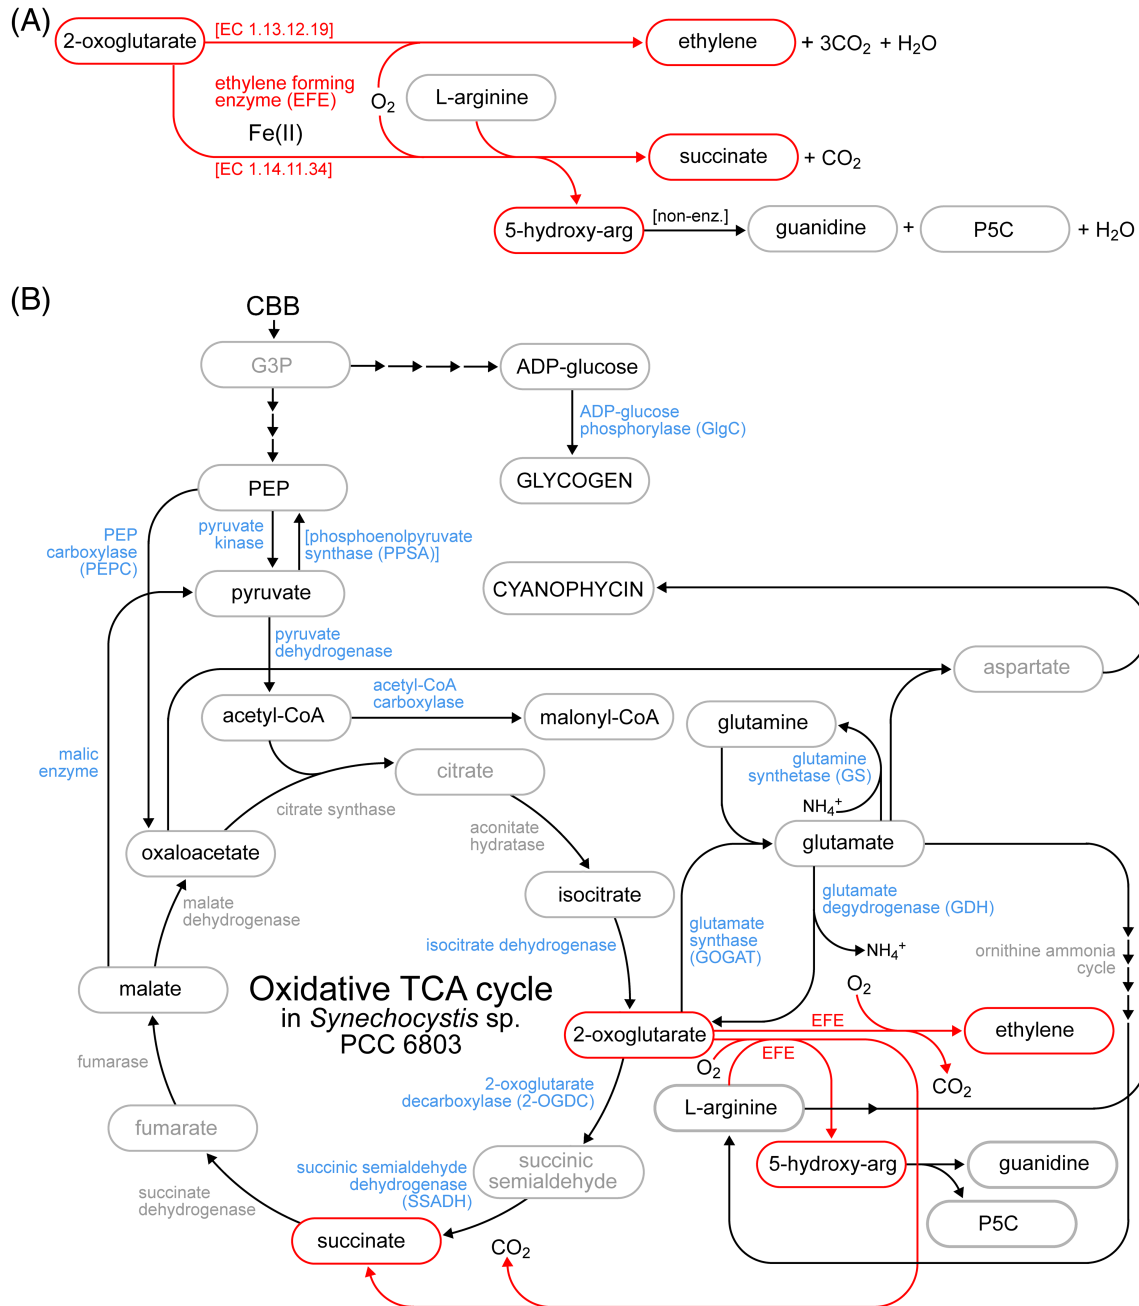 (A)
2-oxoglutarate
[EC 1.13.12.19]
ethylene
+ 3CO₂ + H₂O
ethylene forming
enzyme (EFE)
O₂
L-arginine
Fe(II)
[EC 1.14.11.34]
succinate
+ CO₂
5-hydroxy-arg
[non-enz.]
guanidine
+
P5C
+ H₂O
(B)
CBB
G3P
ADP-glucose
ADP-glucose
phosphorylase (GlgC)
GLYCOGEN
PEP
PEP
carboxylase
(PEPC)
pyruvate
kinase
[phosphoenolpyruvate
synthase (PPSA)]
pyruvate
CYANOPHYCIN
pyruvate
dehydrogenase
aspartate
acetyl-CoA
acetyl-CoA
carboxylase
malonyl-CoA
glutamine
malic
enzyme
citrate
glutamine
synthetase (GS)
citrate synthase
NH₄⁺
aconitate
hydratase
oxaloacetate
glutamate
isocitrate
malate
dehydrogenase
glutamate
degydrogenase (GDH)
isocitrate dehydrogenase
glutamate
synthase
(GOGAT)
NH₄⁺
ornithine ammonia
cycle
malate
Oxidative TCA cycle
in Synechocystis sp.
PCC 6803
O₂
2-oxoglutarate
EFE
ethylene
fumarase
EFE
O₂
CO₂
2-oxoglutarate
decarboxylase (2-OGDC)
L-arginine
fumarate
succinic semialdehyde
dehydrogenase
(SSADH)
succinic
semialdehyde
5-hydroxy-arg
guanidine
succinate
dehydrogenase
P5C
succinate
CO₂